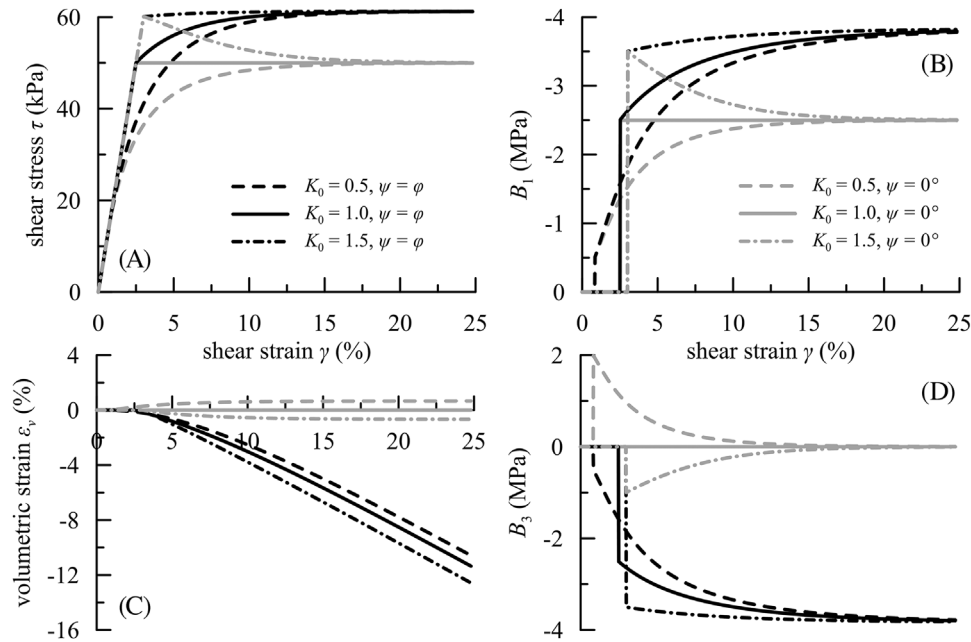 60
40
20
0
shear stress τ (kPa)
K₀ = 0.5, ψ = φ
K₀ = 1.0, ψ = φ
K₀ = 1.5, ψ = φ
(A)
0 5 10 15 20 25
shear strain γ (%)
-4
-3
-2
-1
0
B₁ (MPa)
(B)
K₀ = 0.5, ψ = 0°
K₀ = 1.0, ψ = 0°
K₀ = 1.5, ψ = 0°
0 5 10 15 20 25
shear strain γ (%)
4
0
-4
-8
-12
-16
volumetric strain εᵥ (%)
0 5 10 15 20 25
(C)
2
0
-2
-4
B₃ (MPa)
(D)